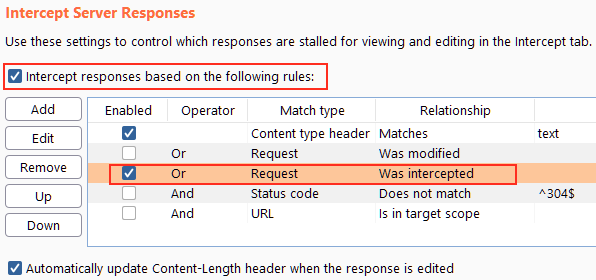 Intercept Server Responses
Use these settings to control which responses are stalled for viewing and editing in the Intercept tab.
Intercept responses based on the following rules:
Add
Edit
Remove
Up
Down
Enabled Operator Match type Relationship
Content type header Matches text
Or Request Was modified
Or Request Was intercepted
And Status code Does not match ^304$
And URL Is in target scope
Automatically update Content-Length header when the response is edited